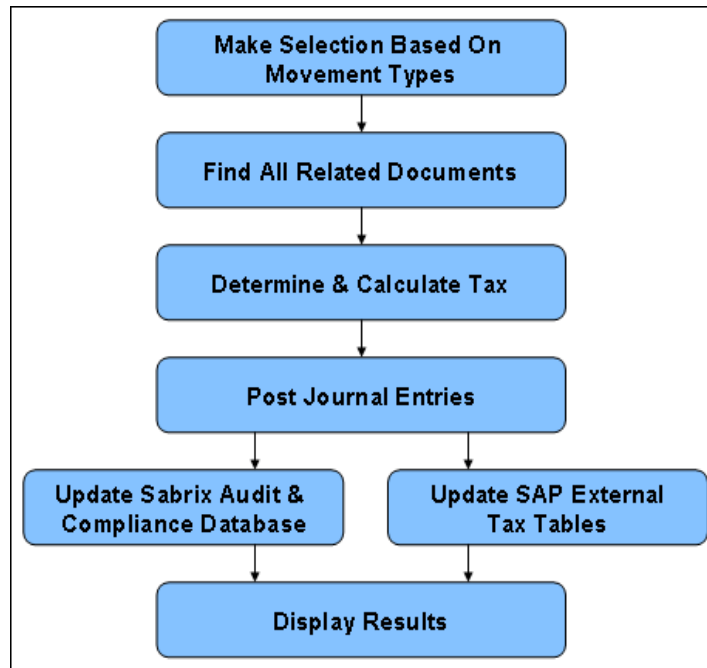 Make Selection Based On
Movement Types
Find All Related Documents
Determine & Calculate Tax
Post Journal Entries
Update Sabrix Audit &
Compliance Database
Update SAP External
Tax Tables
Display Results